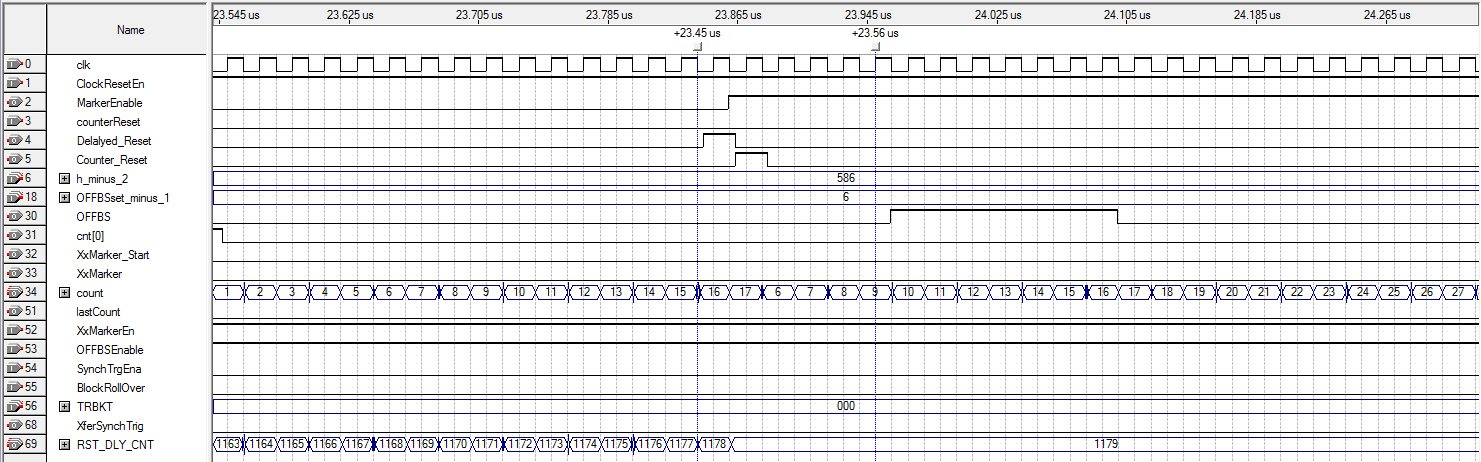 Name
23.545 us 23.625 us 23.705 us 23.785 us 23.865 us 23.945 us 24.025 us 24.105 us 24.185 us 24.265 us
+23.45 us +23.56 us
0 clk
1 ClockResetEn
2 MarkerEnable
3 counterReset
4 Delalyed_Reset
5 Counter_Reset
6 h_minus_2 586
18 OFFBSset_minus_1 6
30 OFFBS
31 cnt[0]
32 XxMarker_Start
33 XxMarker
34 count 1 2 3 4 5 6 7 8 9 10 11 12 13 14 15 16 17 6 7 8 9 10 11 12 13 14 15 16 17 18 19 20 21 22 23 24 25 26 27
51 lastCount
52 XxMarkerEn
53 OFFBSEnable
54 SynchTrgEna
55 BlockRollOver
56 TRBKT 000
68 XferSynchTrig
69 RST_DLY_CNT 1163 1164 1165 1166 1167 1168 1169 1170 1171 1172 1173 1174 1175 1176 1177 1178 1179